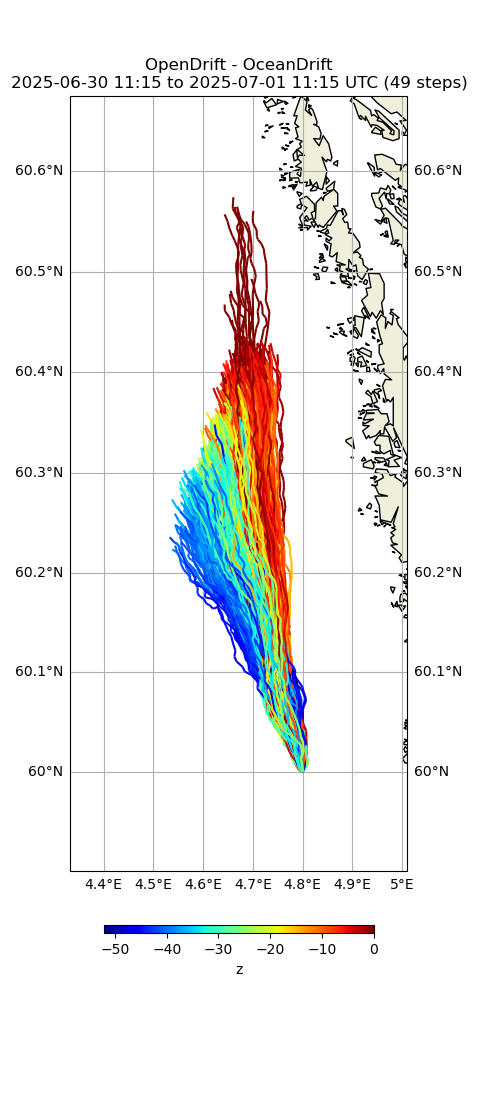 OpenDrift - OceanDrift
2025-06-30 11:15 to 2025-07-01 11:15 UTC (49 steps)
60.6°N 60.6°N
60.5°N 60.5°N
60.4°N 60.4°N
60.3°N 60.3°N
60.2°N 60.2°N
60.1°N 60.1°N
60°N 60°N
4.4°E 4.5°E 4.6°E 4.7°E 4.8°E 4.9°E 5°E
−50 −40 −30 −20 −10 0
z